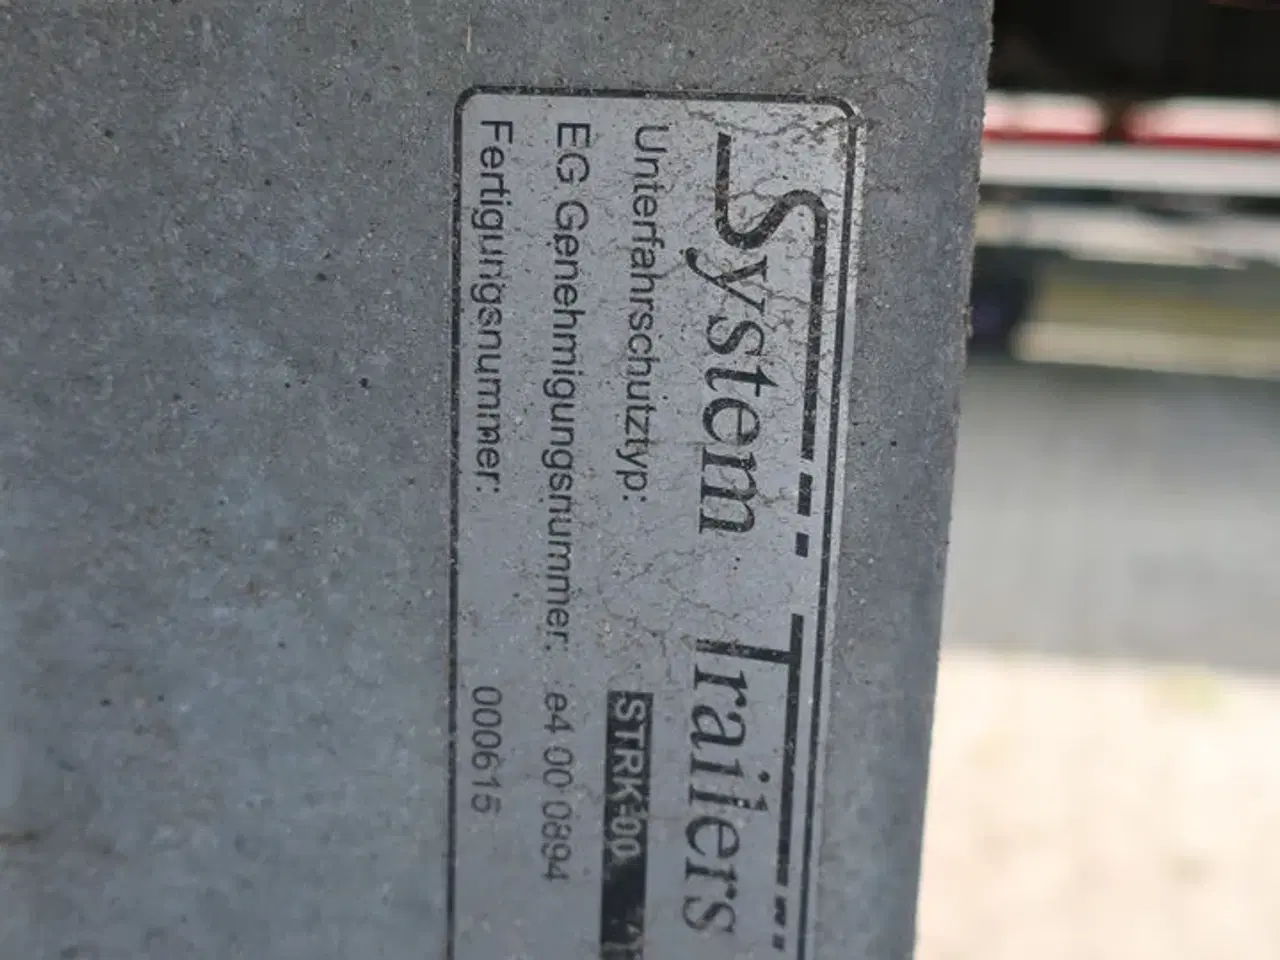 System Trailers
Unterfahrschutztyp: STRK-00
EG Genehmigungsnummer: e4 00 0894
Fertigungsnummer: 000615